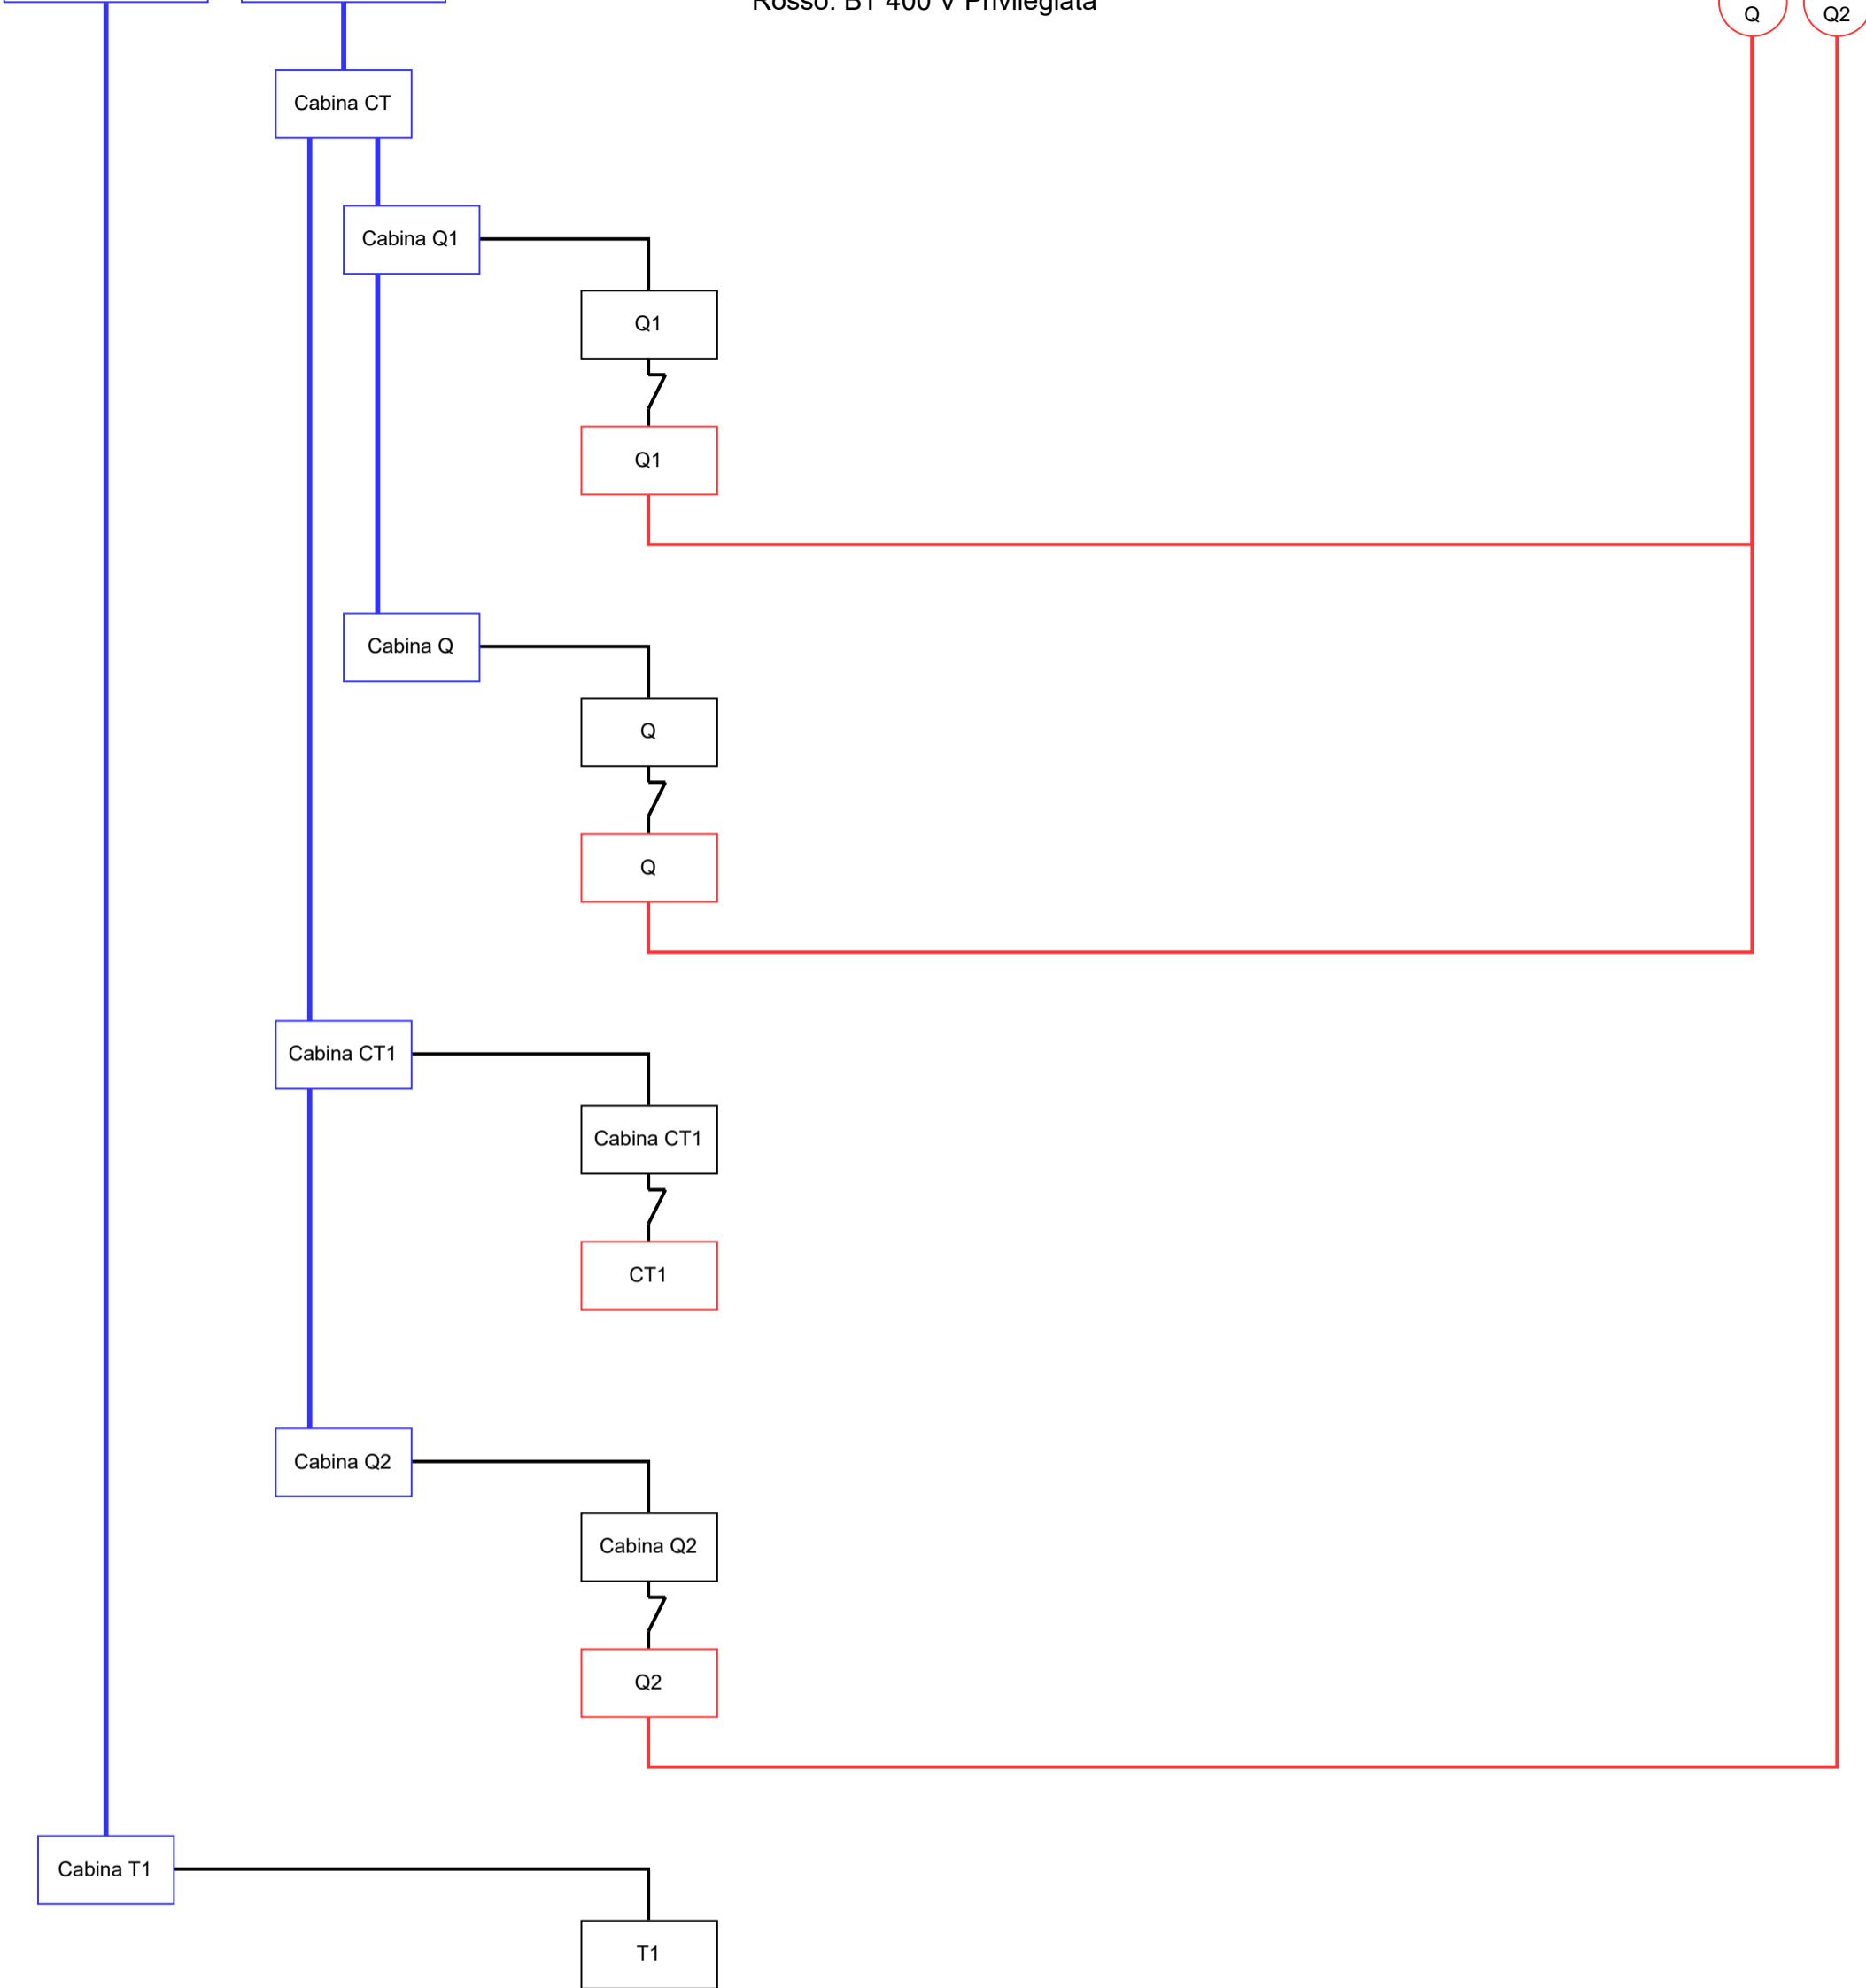 Rosso: BT 400 V Privilegiata
Q
Q2
Cabina CT
Cabina Q1
Q1
Q1
Cabina Q
Q
Q
Cabina CT1
Cabina CT1
CT1
Cabina Q2
Cabina Q2
Q2
Cabina T1
T1